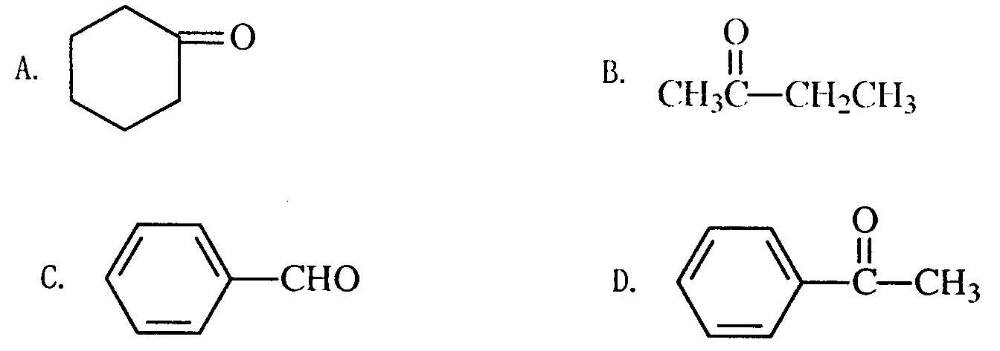 A. O
B. O
CH₃C—CH₂CH₃
C. CHO
D. O
C—CH₃